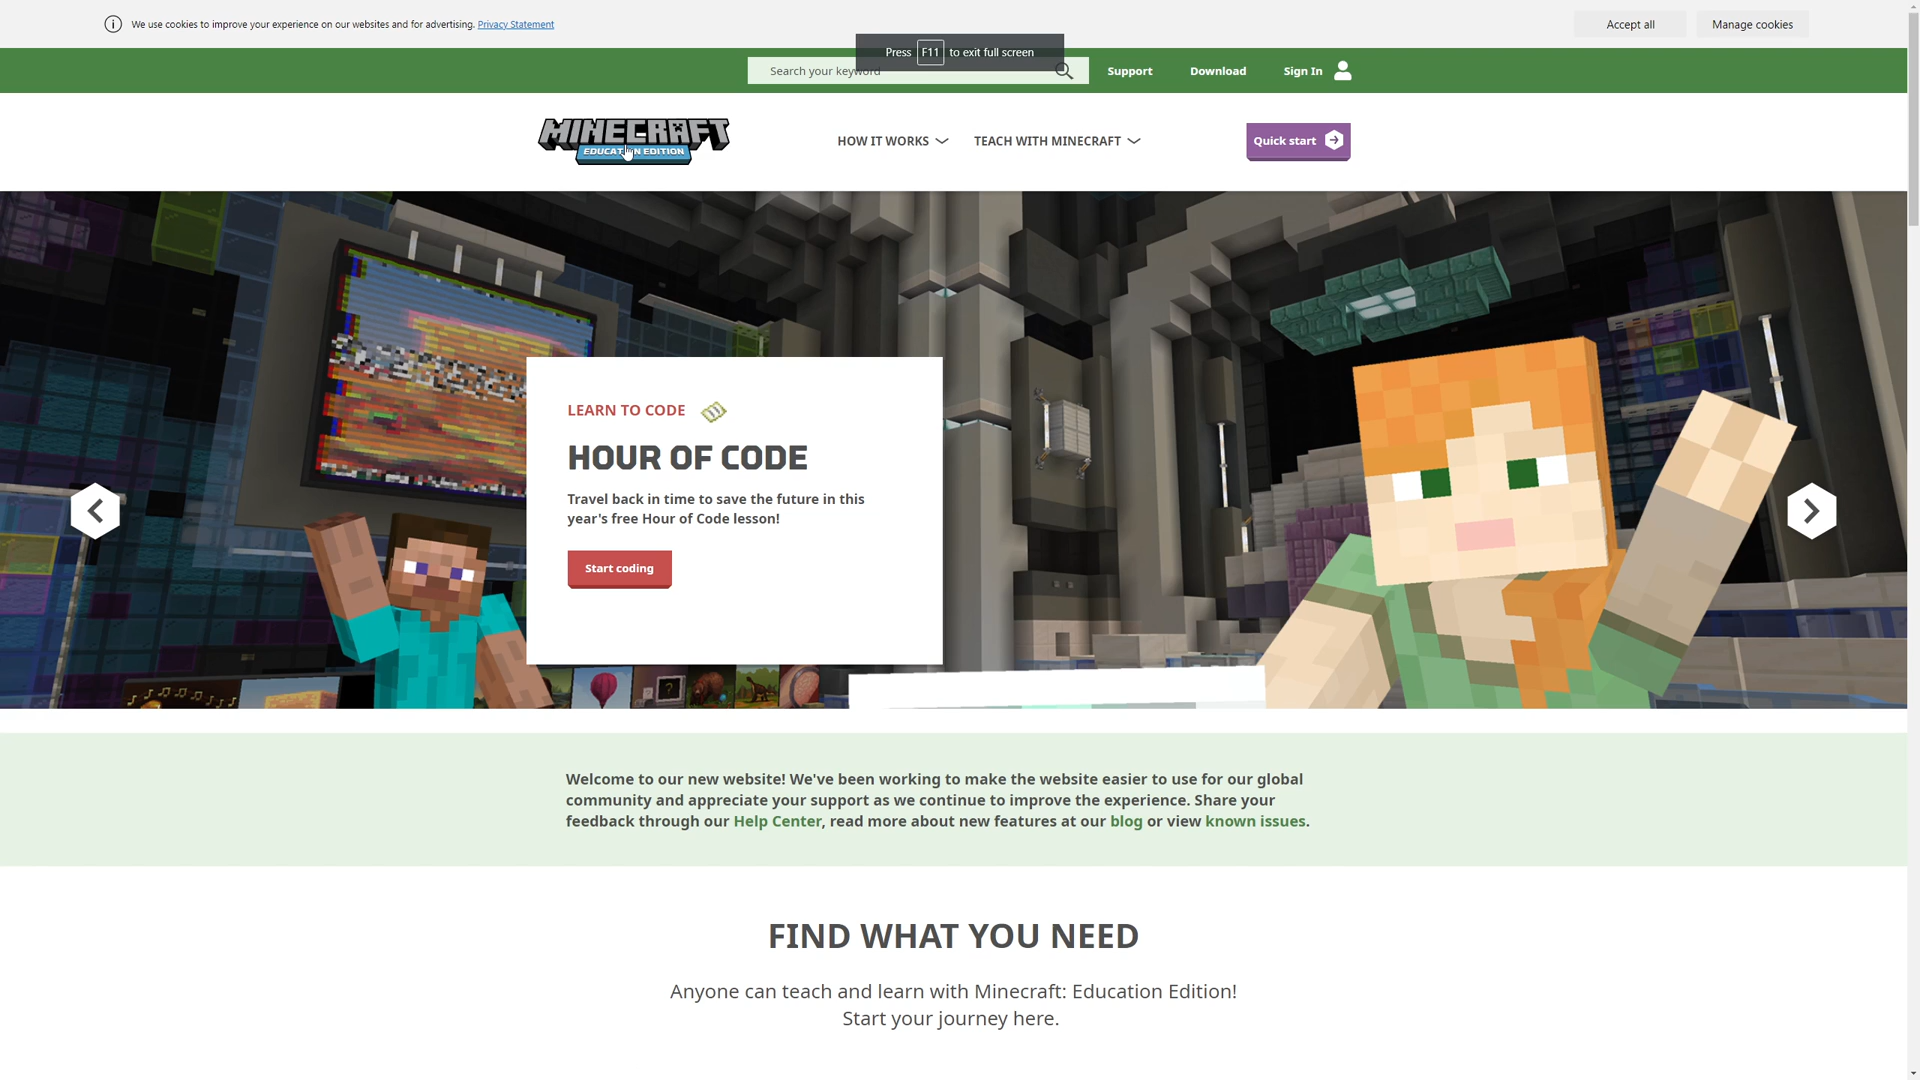 We use cookies to improve your experience on our websites and for advertising. Privacy Statement
Accept all
Manage cookies
Press F11 to exit full screen
Search your keyword
Support
Download
Sign In
MINECRAFT
EDUCATION EDITION
HOW IT WORKS
TEACH WITH MINECRAFT
Quick start
LEARN TO CODE
HOUR OF CODE
Travel back in time to save the future in this
year's free Hour of Code lesson!
Start coding
Welcome to our new website! We've been working to make the website easier to use for our global
community and appreciate your support as we continue to improve the experience. Share your
feedback through our Help Center, read more about new features at our blog or view known issues.
FIND WHAT YOU NEED
Anyone can teach and learn with Minecraft: Education Edition!
Start your journey here.